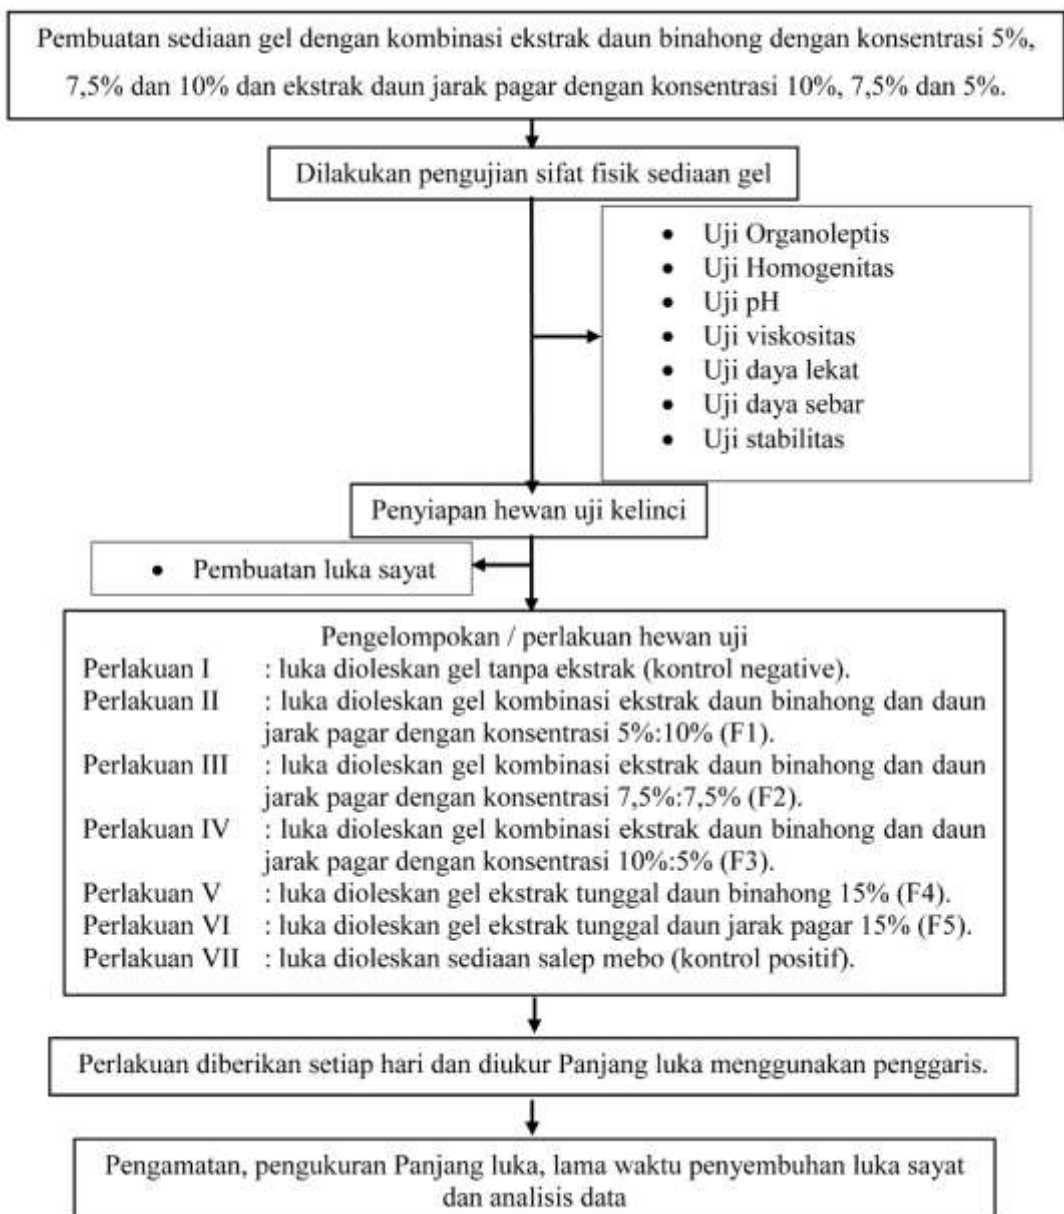 Pembuatan sediaan gel dengan kombinasi ekstrak daun binahong dengan konsentrasi 5%,
7,5% dan 10% dan ekstrak daun jarak pagar dengan konsentrasi 10%, 7,5% dan 5%.
Dilakukan pengujian sifat fisik sediaan gel
• Uji Organoleptis
• Uji Homogenitas
• Uji pH
• Uji viskositas
• Uji daya lekat
• Uji daya sebar
• Uji stabilitas
Penyiapan hewan uji kelinci
• Pembuatan luka sayat
Pengelompokan / perlakuan hewan uji
Perlakuan I : luka dioleskan gel tanpa ekstrak (kontrol negative).
Perlakuan II : luka dioleskan gel kombinasi ekstrak daun binahong dan daun
jarak pagar dengan konsentrasi 5%:10% (F1).
Perlakuan III : luka dioleskan gel kombinasi ekstrak daun binahong dan daun
jarak pagar dengan konsentrasi 7,5%:7,5% (F2).
Perlakuan IV : luka dioleskan gel kombinasi ekstrak daun binahong dan daun
jarak pagar dengan konsentrasi 10%:5% (F3).
Perlakuan V : luka dioleskan gel ekstrak tunggal daun binahong 15% (F4).
Perlakuan VI : luka dioleskan gel ekstrak tunggal daun jarak pagar 15% (F5).
Perlakuan VII : luka dioleskan sediaan salep mebo (kontrol positif).
Perlakuan diberikan setiap hari dan diukur Panjang luka menggunakan penggaris.
Pengamatan, pengukuran Panjang luka, lama waktu penyembuhan luka sayat
dan analisis data